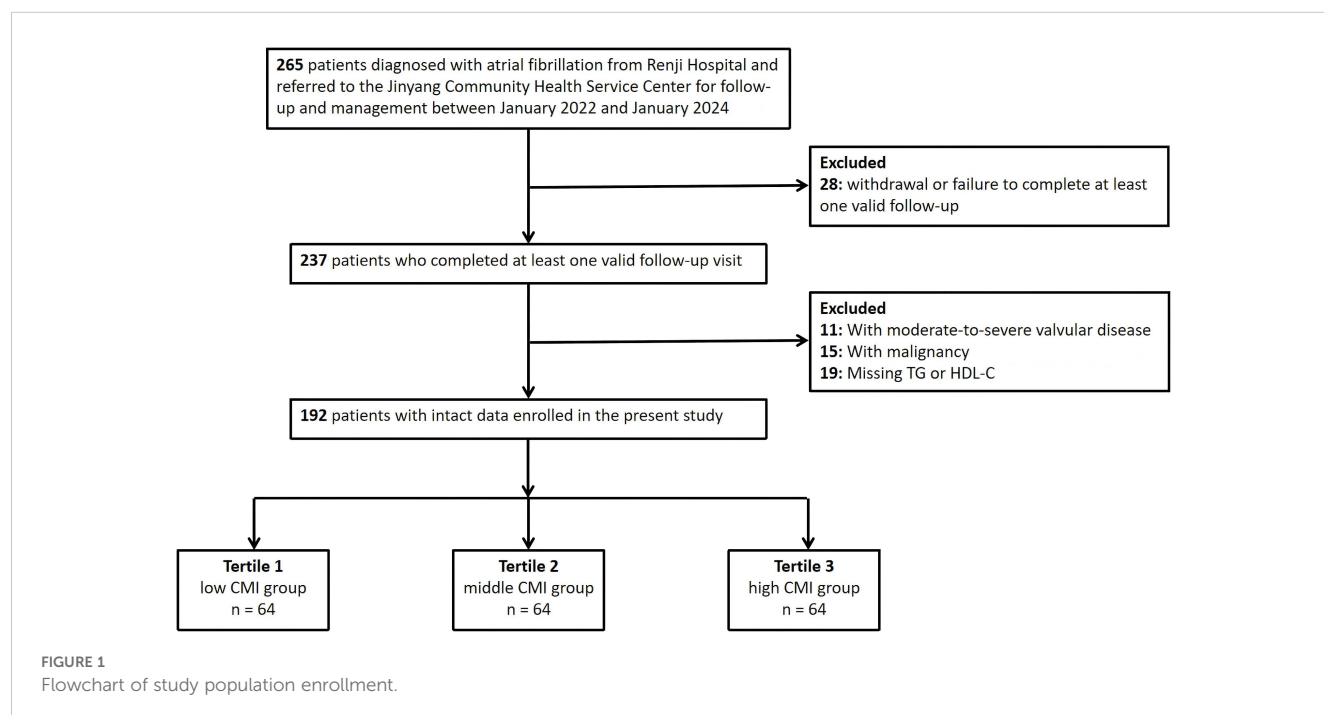 265 patients diagnosed with atrial fibrillation from Renji Hospital and
referred to the Jinyang Community Health Service Center for follow-
up and management between January 2022 and January 2024
Excluded
28: withdrawal or failure to complete at least
one valid follow-up
237 patients who completed at least one valid follow-up visit
Excluded
11: With moderate-to-severe valvular disease
15: With malignancy
19: Missing TG or HDL-C
192 patients with intact data enrolled in the present study
Tertile 1
low CMI group
n = 64
Tertile 2
middle CMI group
n = 64
Tertile 3
high CMI group
n = 64
FIGURE 1
Flowchart of study population enrollment.